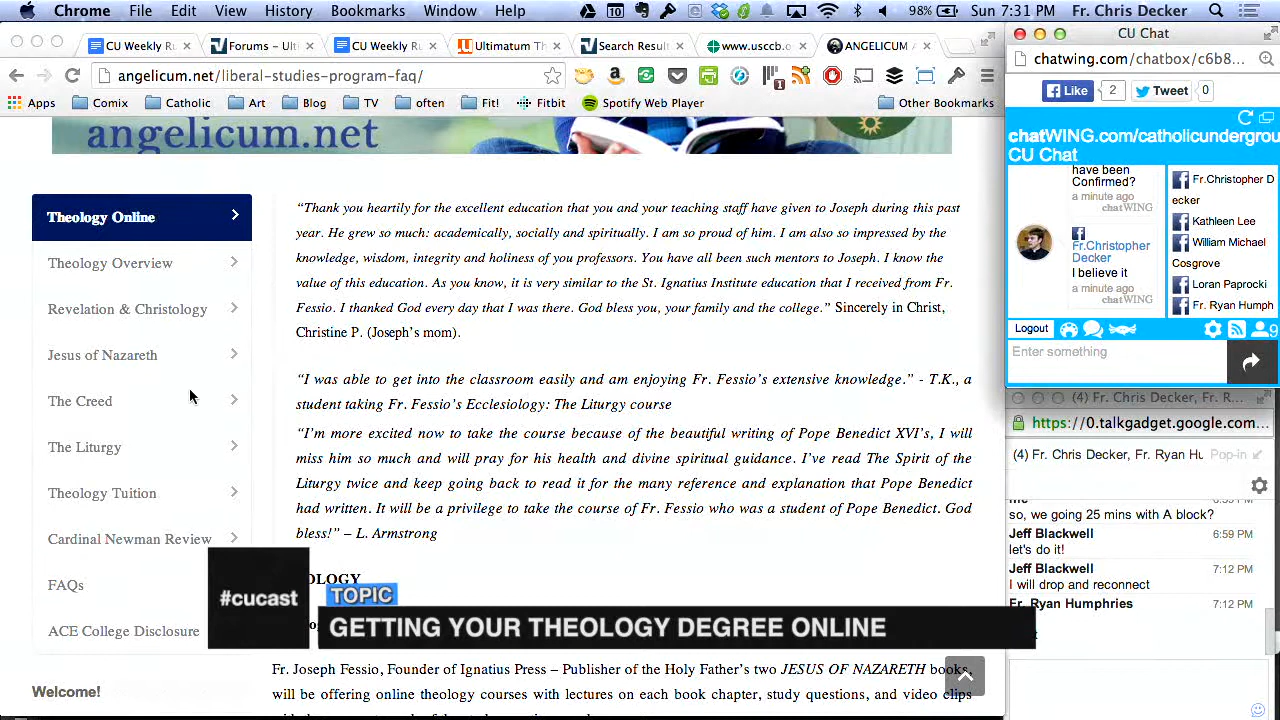 Chrome File Edit View History Bookmarks Window Help 98% Sun 7:31 PM Fr. Chris Decker
CU Weekly Ru
Forums – Ult
CU Weekly Ru
Ultimatum Th
Search Result
www.usccb.
ANGELICUM
angelicum.net/liberal-studies-program-faq/
Apps Comix Catholic Art Blog TV often Fit! Fitbit Spotify Web Player Other Bookmarks
angelicum.net
Theology Online
Theology Overview
Revelation & Christology
Jesus of Nazareth
The Creed
The Liturgy
Theology Tuition
Cardinal Newman Review
FAQs
ACE College Disclosure
Welcome!
“Thank you heartily for the excellent education that you and your teaching staff have given to Joseph during this past
year. He grew so much: academically, socially and spiritually. I am so proud of him. I am also so impressed by the
knowledge, wisdom, integrity and holiness of you professors. You have all been such mentors to Joseph. I know the
value of this education. As you know, it is very similar to the St. Ignatius Institute education that I received from Fr.
Fessio. I thanked God every day that I was there. God bless you, your family and the college.” Sincerely in Christ,
Christine P. (Joseph’s mom).
“I was able to get into the classroom easily and am enjoying Fr. Fessio’s extensive knowledge.” - T.K., a
student taking Fr. Fessio’s Ecclesiology: The Liturgy course
“I’m more excited now to take the course because of the beautiful writing of Pope Benedict XVI’s, I will
miss him so much and will pray for his health and divine spiritual guidance. I’ve read The Spirit of the
Liturgy twice and keep going back to read it for the many reference and explanation that Pope Benedict
had written. It will be a privilege to take the course of Fr. Fessio who was a student of Pope Benedict. God
bless!” – L. Armstrong
OLOGY
#cucast
TOPIC
GETTING YOUR THEOLOGY DEGREE ONLINE
Fr. Joseph Fessio, Founder of Ignatius Press – Publisher of the Holy Father’s two JESUS OF NAZARETH books,
will be offering online theology courses with lectures on each book chapter, study questions, and video clips
CU Chat
chatwing.com/chatbox/c6b8...
Like 2 Tweet 0
chatWING.com/catholicundergrou
CU Chat
have been
Confirmed?
a minute ago
chatWING
Fr.Christopher
Decker
I believe it
a minute ago
chatWING
Fr.Christopher D
ecker
Kathleen Lee
William Michael
Cosgrove
Loran Paprocki
Fr. Ryan Humph
Logout 9
Enter something
(4) Fr. Chris Decker, Fr. R...
https://0.talkgadget.google.com...
(4) Fr. Chris Decker, Fr. Ryan Hu Pop-in
me 6:59 PM
so, we going 25 mins with A block?
Jeff Blackwell 6:59 PM
let's do it!
Jeff Blackwell 7:12 PM
I will drop and reconnect
Fr. Ryan Humphries 7:12 PM